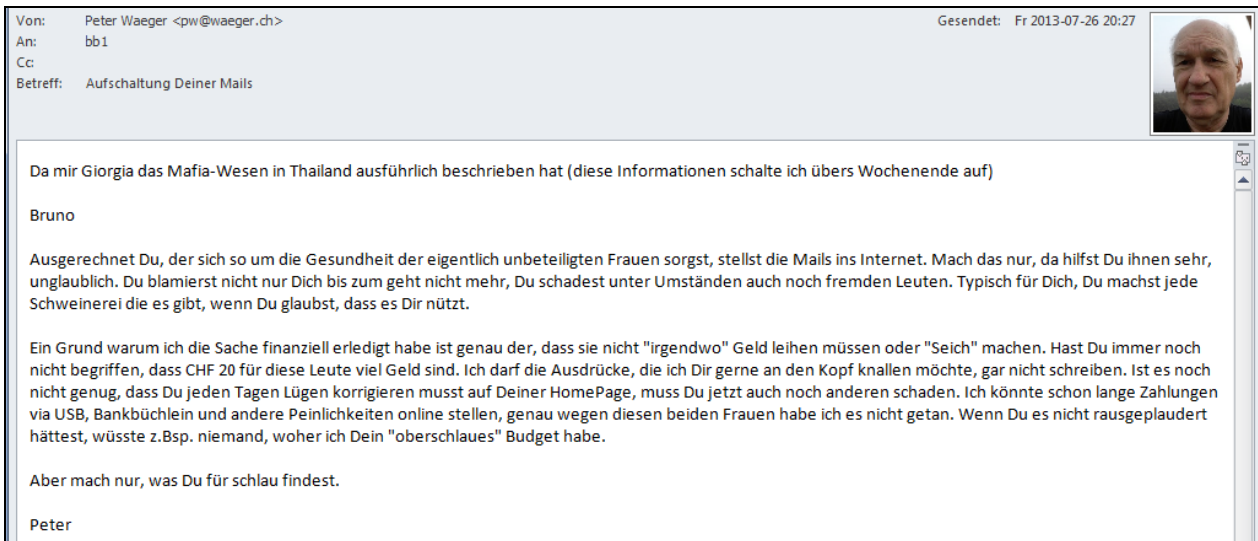 Von: Peter Waeger <pw@waeger.ch> Gesendet: Fr 2013-07-26 20:27
An: bb1
Cc:
Betreff: Aufschaltung Deiner Mails
Da mir Giorgia das Mafia-Wesen in Thailand ausführlich beschrieben hat (diese Informationen schalte ich übers Wochenende auf)
Bruno
Ausgerechnet Du, der sich so um die Gesundheit der eigentlich unbeteiligten Frauen sorgst, stellst die Mails ins Internet. Mach das nur, da hilfst Du ihnen sehr,
unglaublich. Du blamierst nicht nur Dich bis zum geht nicht mehr, Du schadest unter Umständen auch noch fremden Leuten. Typisch für Dich, Du machst jede
Schweinerei die es gibt, wenn Du glaubst, dass es Dir nützt.
Ein Grund warum ich die Sache finanziell erledigt habe ist genau der, dass sie nicht "irgendwo" Geld leihen müssen oder "Seich" machen. Hast Du immer noch
nicht begriffen, dass CHF 20 für diese Leute viel Geld sind. Ich darf die Ausdrücke, die ich Dir gerne an den Kopf knallen möchte, gar nicht schreiben. Ist es noch
nicht genug, dass Du jeden Tagen Lügen korrigieren musst auf Deiner HomePage, muss Du jetzt auch noch anderen schaden. Ich könnte schon lange Zahlungen
via USB, Bankbüchlein und andere Peinlichkeiten online stellen, genau wegen diesen beiden Frauen habe ich es nicht getan. Wenn Du es nicht rausgeplaudert
hättest, wüsste z.Bsp. niemand, woher ich Dein "oberschlaues" Budget habe.
Aber mach nur, was Du für schlau findest.
Peter